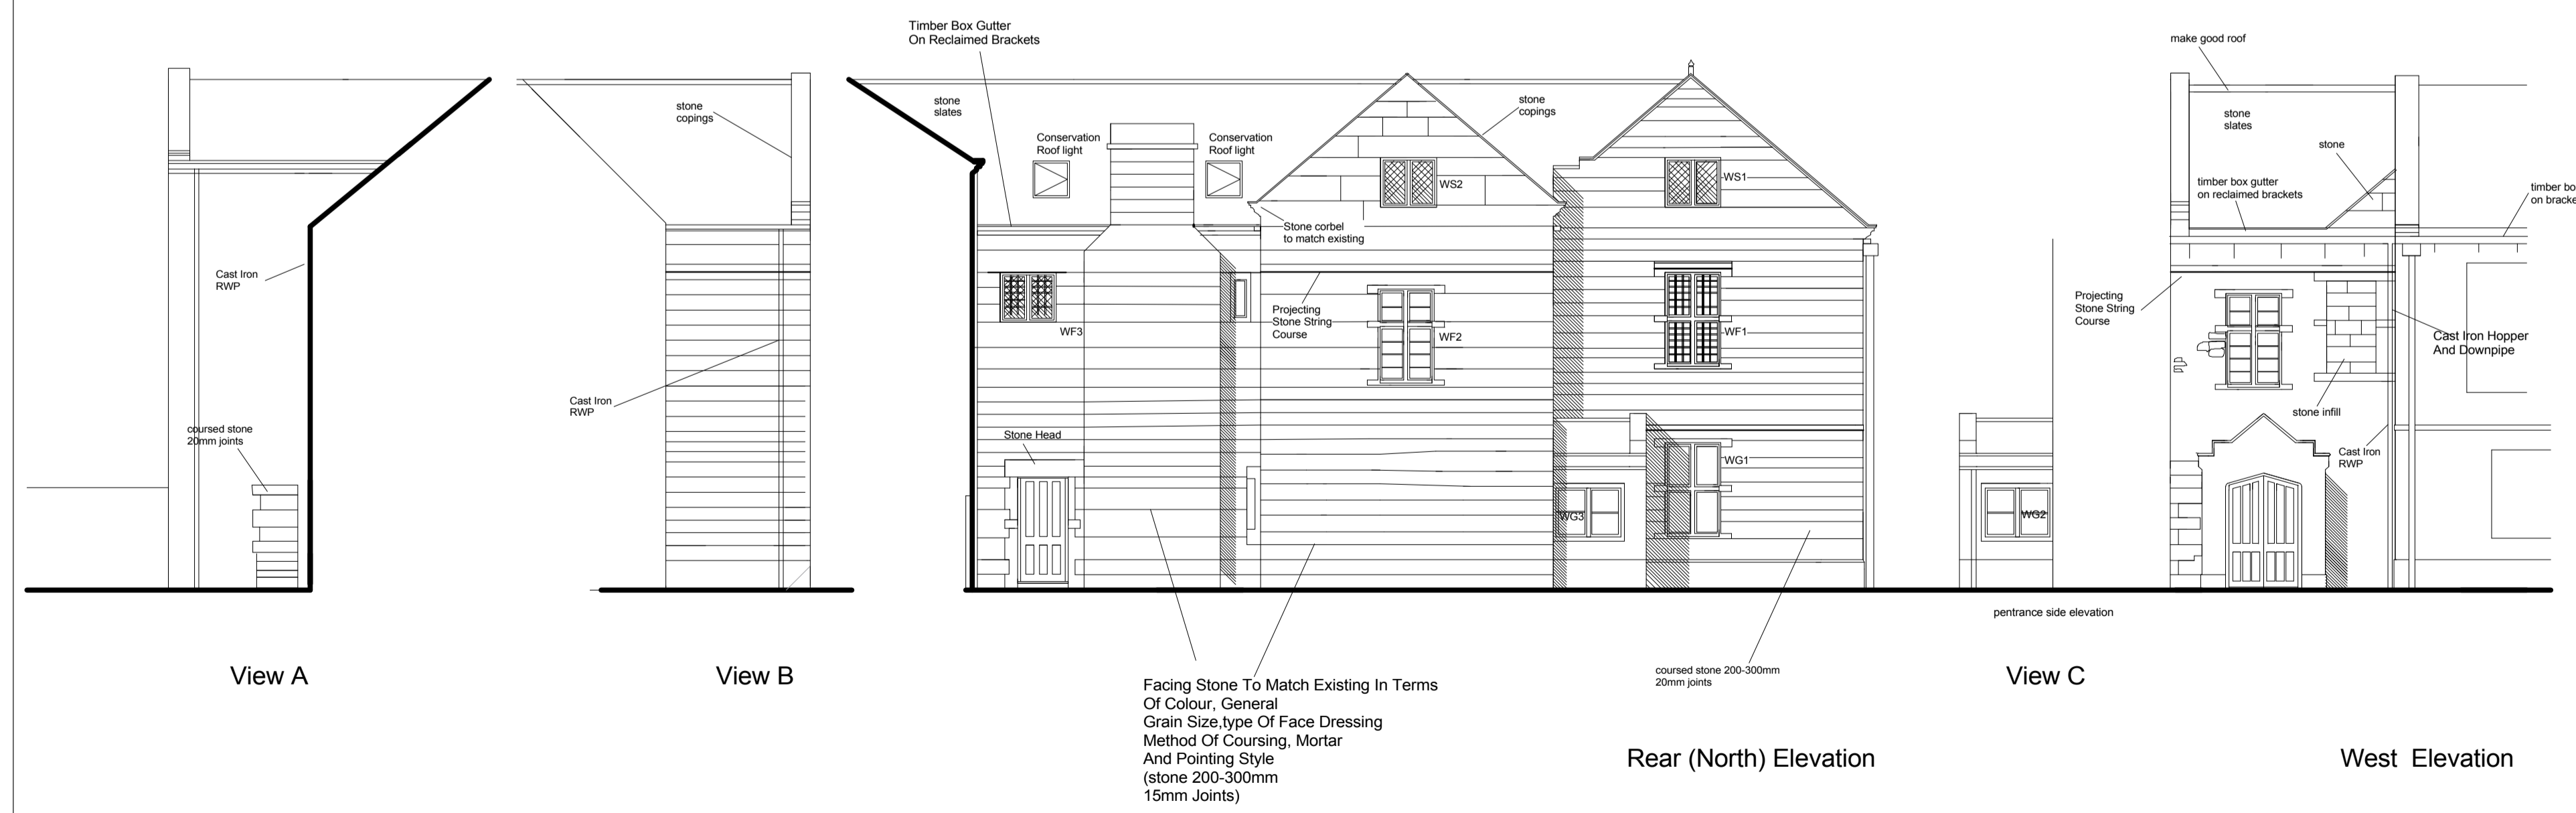 Timber Box Gutter
On Reclaimed Brackets
make good roof
stone
copings
stone
slates
Conservation
Roof light
Conservation
Roof light
stone
copings
stone
slates
stone
WS2
WS1
timber box gutter
on reclaimed brackets
timber bo
on bracke
Stone corbel
to match existing
Cast Iron
RWP
Projecting
Stone String
Course
Projecting
Stone String
Course
WF3
WF2
WF1
Cast Iron Hopper
And Downpipe
Cast Iron
RWP
stone infill
coursed stone
20mm joints
Stone Head
WG1
Cast Iron
RWP
WG3
WG2
pentrance side elevation
View A
View B
coursed stone 200-300mm
20mm joints
View C
Facing Stone To Match Existing In Terms
Of Colour, General
Grain Size,type Of Face Dressing
Method Of Coursing, Mortar
And Pointing Style
(stone 200-300mm
15mm Joints)
Rear (North) Elevation
West Elevation